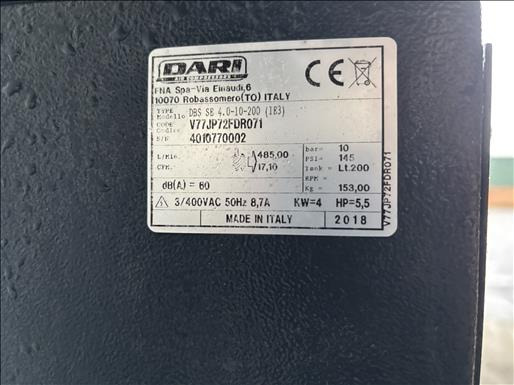 DARI
AIR COMPRESSORS
FNA Spa-Via Einaudi,6
10070 Robassomero(TO) ITALY
CE
TYPE
Modello DBS SE 4.0-10-200 (IE3)
CODE
Codice V77JP72FDR071
S/N 4010770002
L/Min. 485,00
CFM. 17,10
bar= 10
PSI= 145
Tank = Lt.200
RPM =
Kg = 153,00
dB(A) = 60
3/400VAC 50Hz 8,7A KW=4 HP=5,5
MADE IN ITALY 2018
V77JP72FDR071